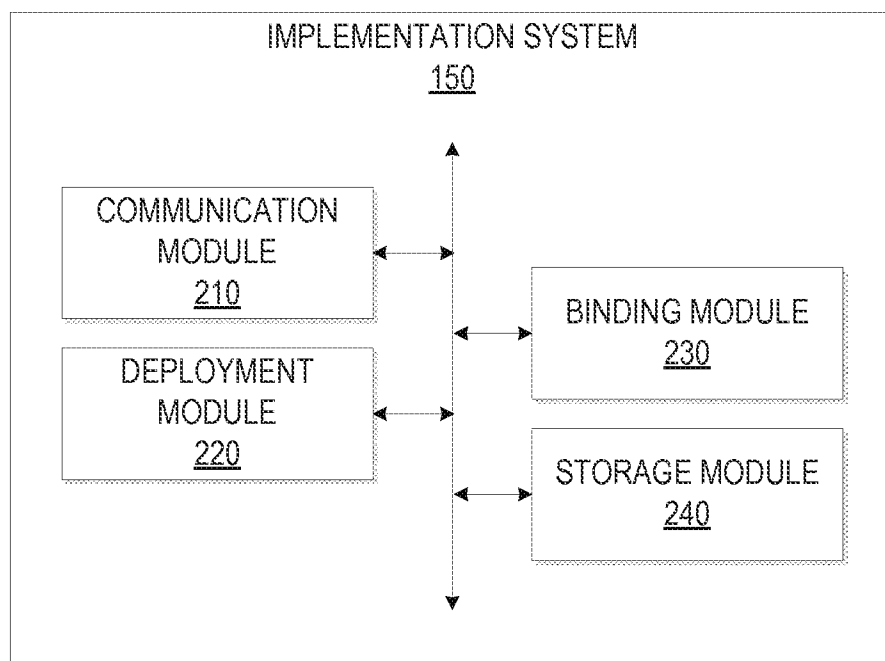 IMPLEMENTATION SYSTEM
150
COMMUNICATION
MODULE
210
DEPLOYMENT
MODULE
220
BINDING MODULE
230
STORAGE MODULE
240